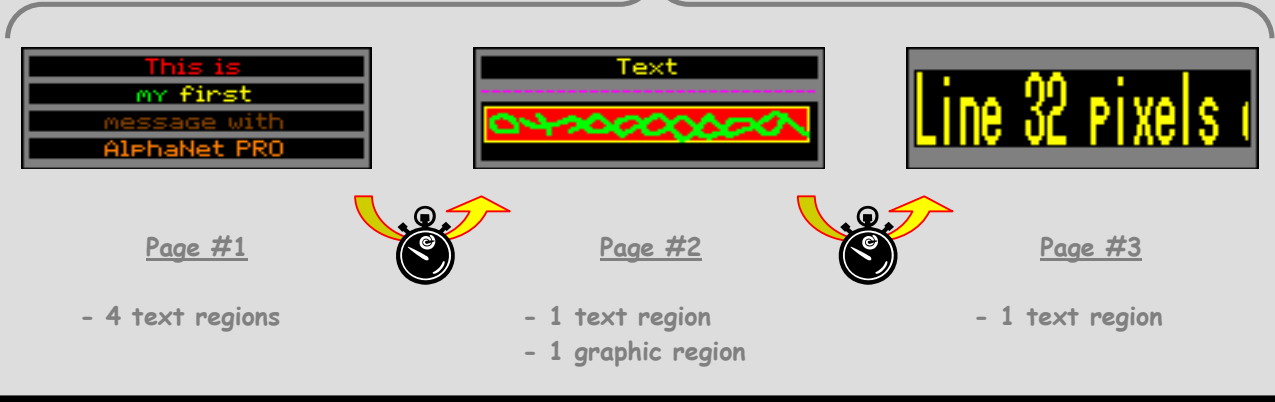 This is
my first
message with
AlphaNet PRO
Text
Line 32 pixels
Page #1
Page #2
Page #3
- 4 text regions
- 1 text region
- 1 graphic region
- 1 text region